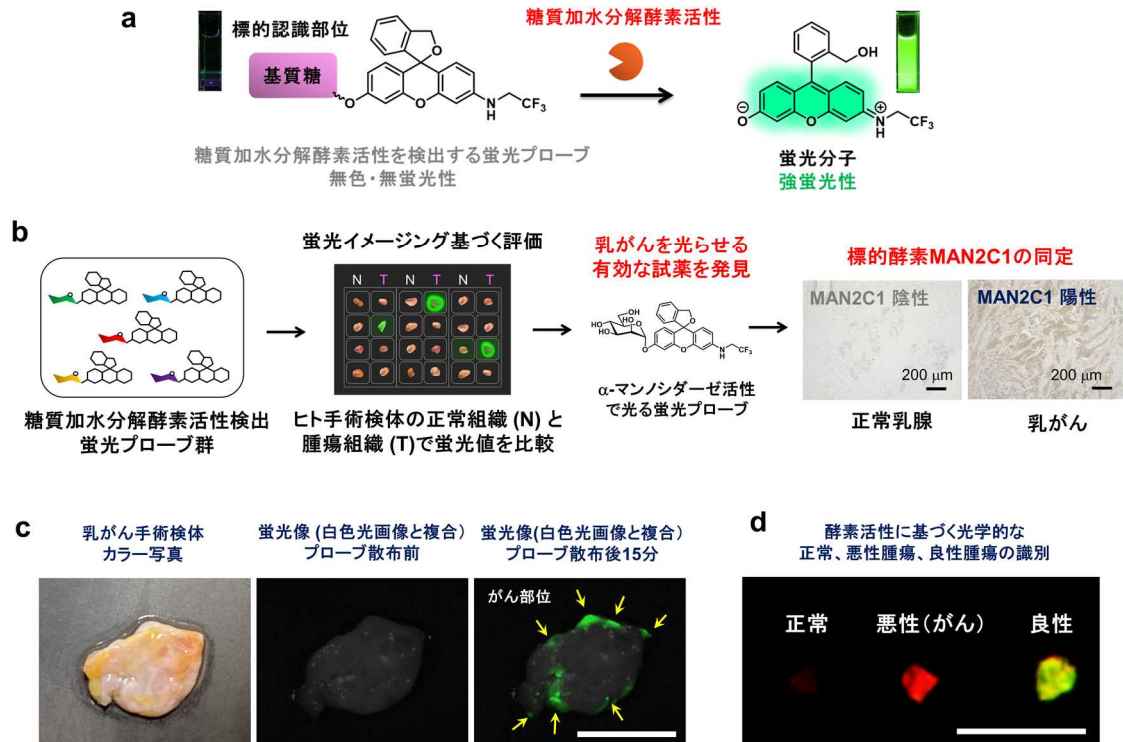 a
標的認識部位
基質糖
O
O
O
N
H
CF3
糖質加水分解酵素活性を検出する蛍光プローブ
無色・無蛍光性
糖質加水分解酵素活性
OH
O
⊖
O
N
⊕
H
CF3
蛍光分子
強蛍光性
b
糖質加水分解酵素活性検出
蛍光プローブ群
蛍光イメージング基づく評価
N T N T N T
ヒト手術検体の正常組織 (N) と
腫瘍組織 (T)で蛍光値を比較
乳がんを光らせる
有効な試薬を発見
α-マンノシダーゼ活性
で光る蛍光プローブ
標的酵素MAN2C1の同定
MAN2C1 陰性
200 μm
正常乳腺
MAN2C1 陽性
200 μm
乳がん
c
乳がん手術検体
カラー写真
蛍光像 (白色光画像と複合)
プローブ散布前
蛍光像(白色光画像と複合)
プローブ散布後15分
がん部位
d
酵素活性に基づく光学的な
正常、悪性腫瘍、良性腫瘍の識別
正常
悪性(がん)
良性